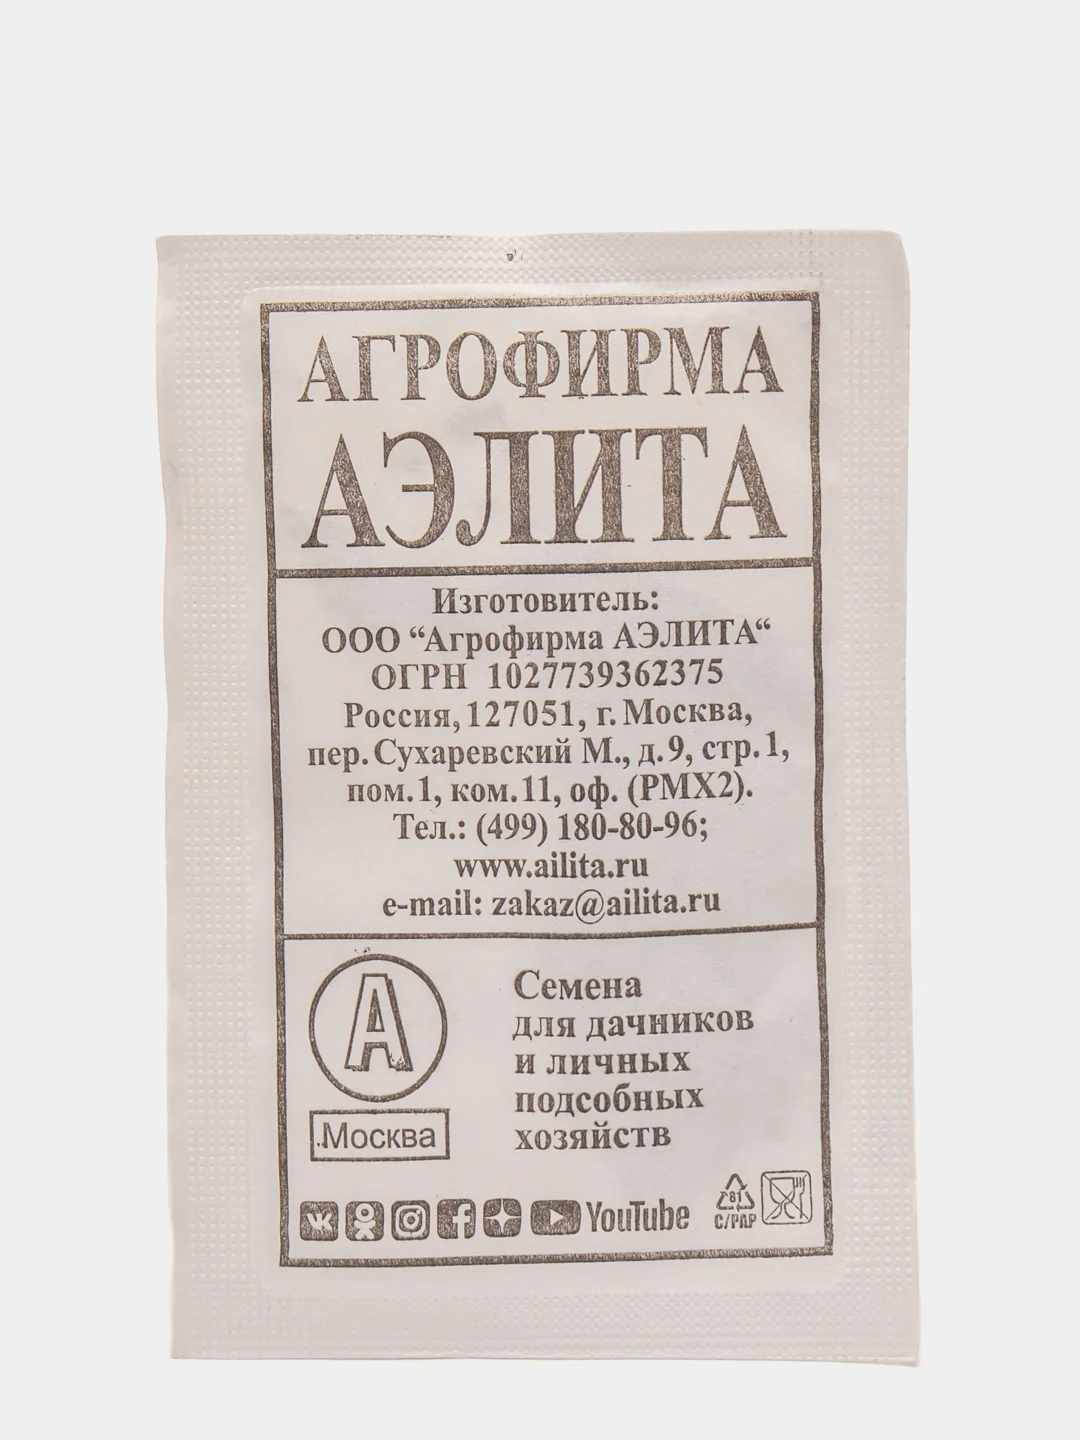 АГРОФИРМА
АЭЛИТА
Изготовитель:
ООО “Агрофирма АЭЛИТА“
ОГРН 1027739362375
Россия, 127051, г. Москва,
пер. Сухаревский М., д. 9, стр. 1,
пом. 1, ком. 11, оф. (РМХ2).
Тел.: (499) 180-80-96;
www.ailita.ru
e-mail: zakaz@ailita.ru
А
Москва
Семена
для дачников
и личных
подсобных
хозяйств
YouTube
81
C/PAP